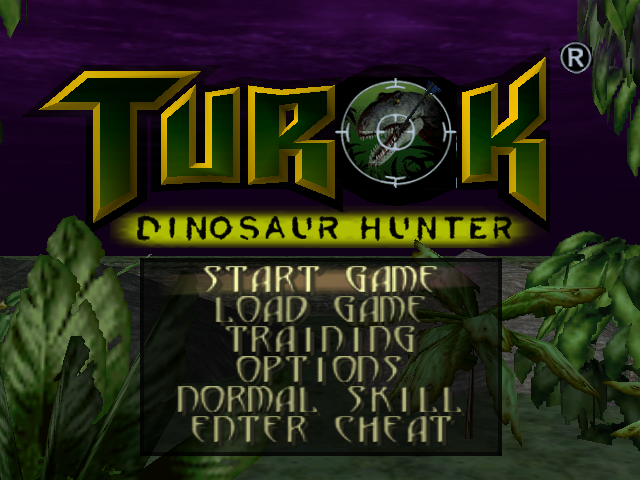 TUROK®
DINOSAUR HUNTER
START GAME
LOAD GAME
TRAINING
OPTIONS
NORMAL SKILL
ENTER CHEAT